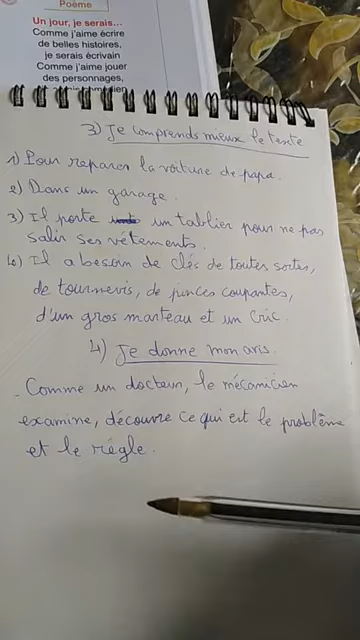 Poème
Un jour, je serais...
Comme j'aime écrire
de belles histoires,
je serais écrivain
Comme j'aime jouer
des personnages,
3) Je comprends mieux le texte
1) Pour reparer la voiture de papa.
2) Dans un garage.
3) Il porte un tablier pour ne pas
salir ses vêtements.
4) Il a besoin de clés de toutes sortes,
de tournevis, de pinces coupantes,
d'un gros marteau et un cric.
4) Je donne mon avis.
- Comme un docteur, le mécanicien
examine, découvre ce qui est le problème
et le règle.